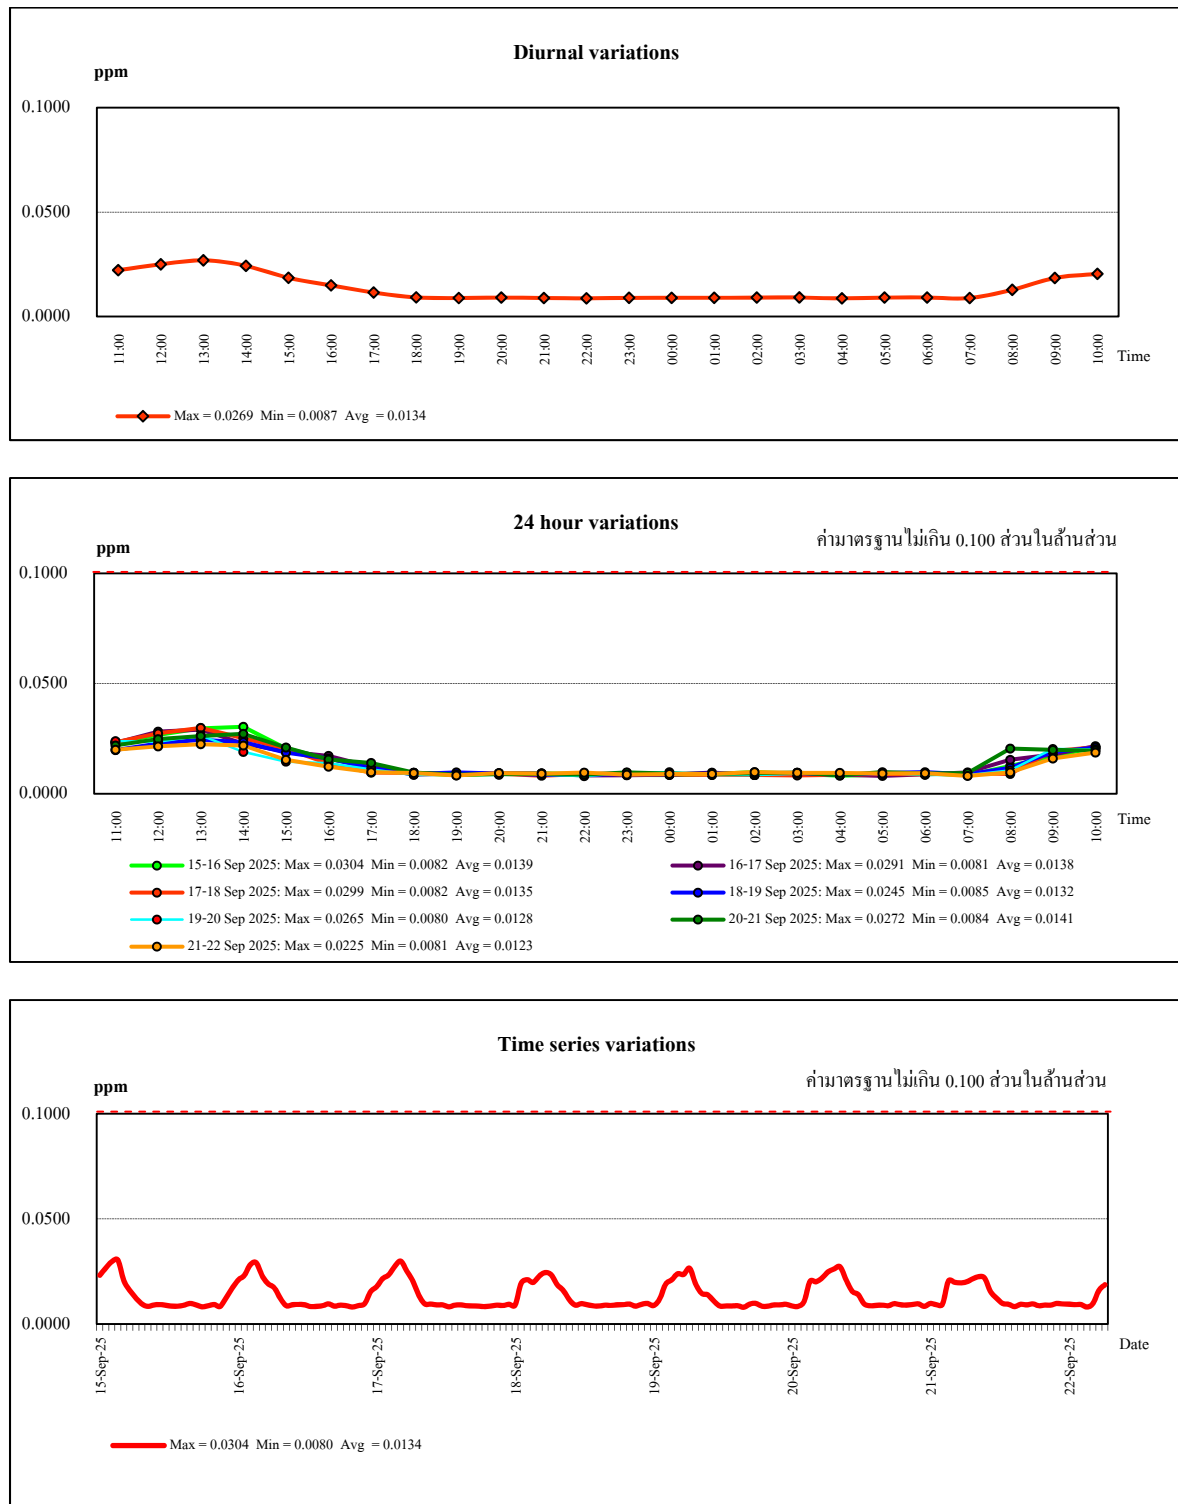 Diurnal variations
ppm
0.1000
0.0500
0.0000
11:00 12:00 13:00 14:00 15:00 16:00 17:00 18:00 19:00 20:00 21:00 22:00 23:00 00:00 01:00 02:00 03:00 04:00 05:00 06:00 07:00 08:00 09:00 10:00 Time
Max = 0.0269 Min = 0.0087 Avg = 0.0134
24 hour variations
ค่ามาตรฐานไม่เกิน 0.100 ส่วนในล้านส่วน
ppm
0.1000
0.0500
0.0000
11:00 12:00 13:00 14:00 15:00 16:00 17:00 18:00 19:00 20:00 21:00 22:00 23:00 00:00 01:00 02:00 03:00 04:00 05:00 06:00 07:00 08:00 09:00 10:00 Time
15-16 Sep 2025: Max = 0.0304 Min = 0.0082 Avg = 0.0139
16-17 Sep 2025: Max = 0.0291 Min = 0.0081 Avg = 0.0138
17-18 Sep 2025: Max = 0.0299 Min = 0.0082 Avg = 0.0135
18-19 Sep 2025: Max = 0.0245 Min = 0.0085 Avg = 0.0132
19-20 Sep 2025: Max = 0.0265 Min = 0.0080 Avg = 0.0128
20-21 Sep 2025: Max = 0.0272 Min = 0.0084 Avg = 0.0141
21-22 Sep 2025: Max = 0.0225 Min = 0.0081 Avg = 0.0123
Time series variations
ค่ามาตรฐานไม่เกิน 0.100 ส่วนในล้านส่วน
ppm
0.1000
0.0500
0.0000
15-Sep-25 16-Sep-25 17-Sep-25 18-Sep-25 19-Sep-25 20-Sep-25 21-Sep-25 22-Sep-25 Date
Max = 0.0304 Min = 0.0080 Avg = 0.0134